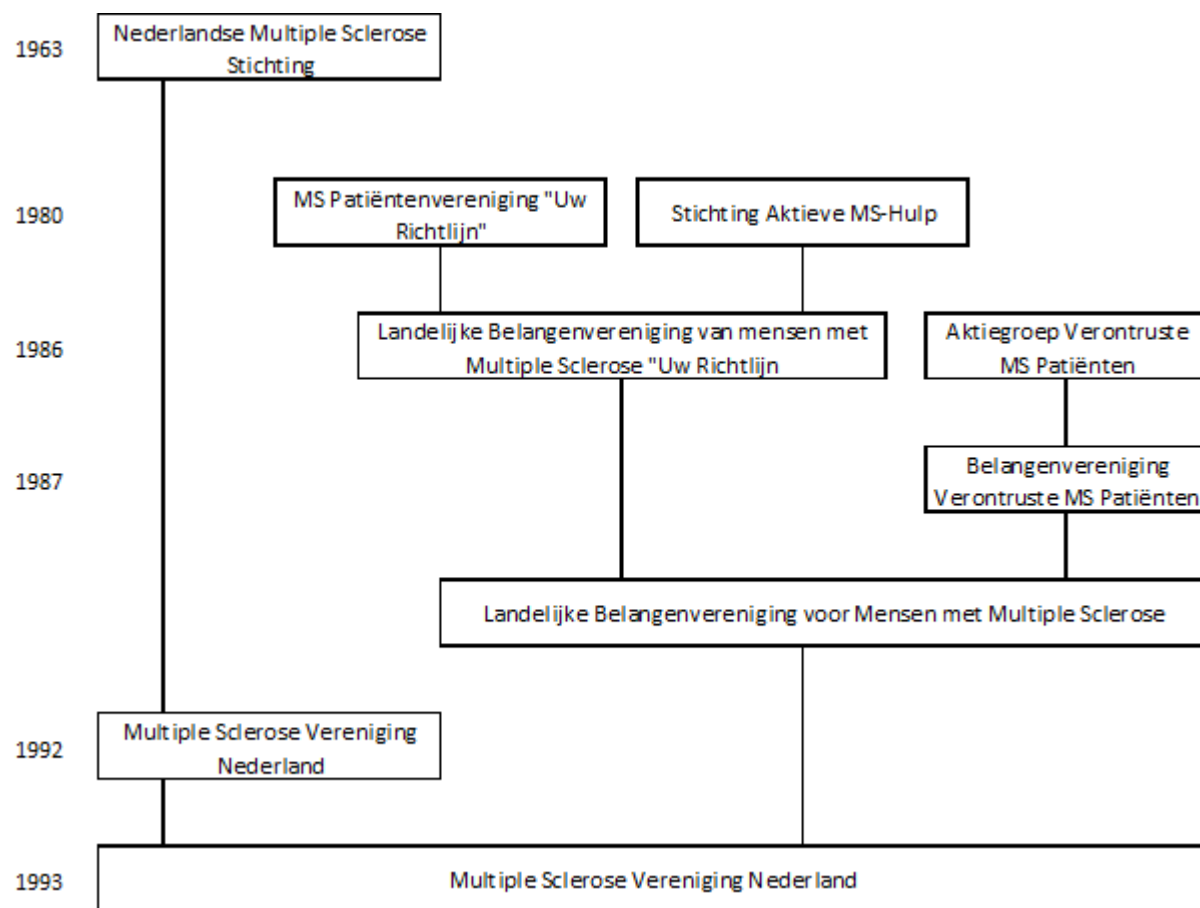 1963
Nederlandse Multiple Sclerose
Stichting
1980
MS Patiëntenvereniging "Uw
Richtlijn"
Stichting Aktieve MS-Hulp
1986
Landelijke Belangenvereniging van mensen met
Multiple Sclerose "Uw Richtlijn
Aktiegroep Verontruste
MS Patiënten
1987
Belangenvereniging
Verontruste MS Patiënten
Landelijke Belangenvereniging voor Mensen met Multiple Sclerose
1992
Multiple Sclerose Vereniging
Nederland
1993
Multiple Sclerose Vereniging Nederland